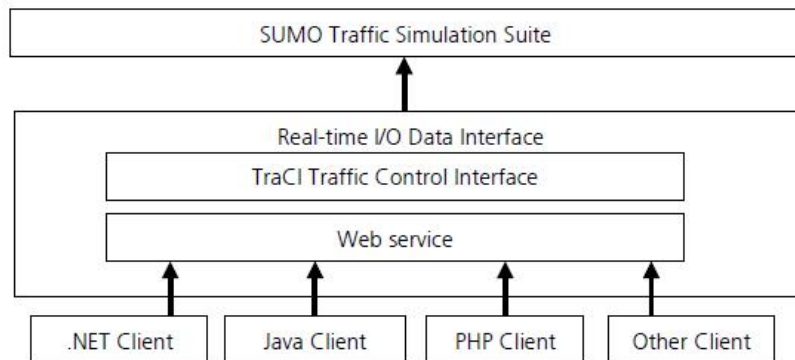 SUMO Traffic Simulation Suite
Real-time I/O Data Interface
TraCI Traffic Control Interface
Web service
.NET Client
Java Client
PHP Client
Other Client